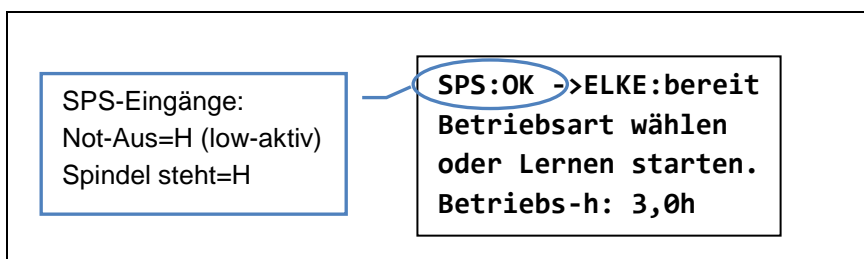 SPS-Eingänge:
Not-Aus=H (low-aktiv)
Spindel steht=H
SPS:OK ->ELKE:bereit
Betriebsart wählen
oder Lernen starten.
Betriebs-h: 3,0h